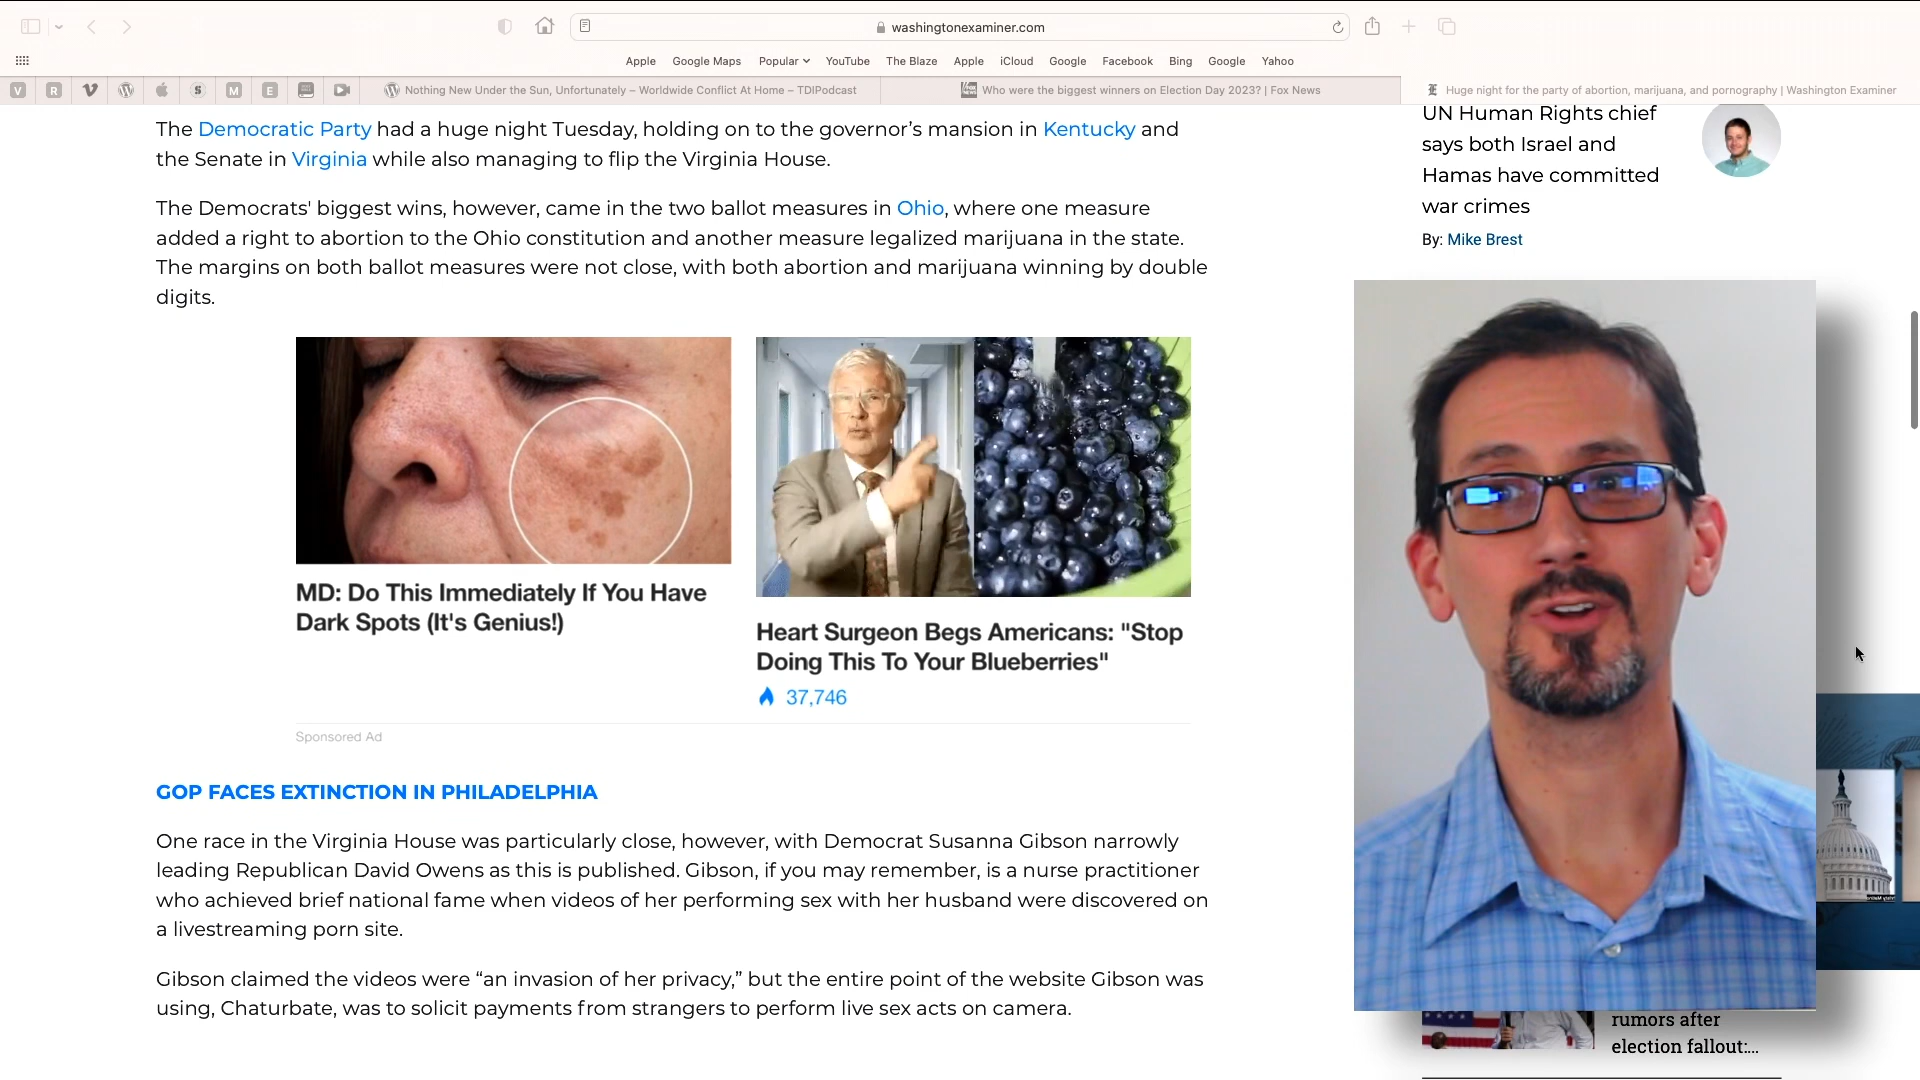 washingtonexaminer.com
Apple Google Maps Popular YouTube The Blaze Apple iCloud Google Facebook Bing Google Yahoo
V R S M E
Nothing New Under the Sun, Unfortunately – Worldwide Conflict At Home – TDIPodcast
Who were the biggest winners on Election Day 2023? | Fox News
Huge night for the party of abortion, marijuana, and pornography | Washington Examiner
The Democratic Party had a huge night Tuesday, holding on to the governor’s mansion in Kentucky and
the Senate in Virginia while also managing to flip the Virginia House.
The Democrats' biggest wins, however, came in the two ballot measures in Ohio, where one measure
added a right to abortion to the Ohio constitution and another measure legalized marijuana in the state.
The margins on both ballot measures were not close, with both abortion and marijuana winning by double
digits.
MD: Do This Immediately If You Have
Dark Spots (It's Genius!)
Heart Surgeon Begs Americans: "Stop
Doing This To Your Blueberries"
37,746
Sponsored Ad
GOP FACES EXTINCTION IN PHILADELPHIA
One race in the Virginia House was particularly close, however, with Democrat Susanna Gibson narrowly
leading Republican David Owens as this is published. Gibson, if you may remember, is a nurse practitioner
who achieved brief national fame when videos of her performing sex with her husband were discovered on
a livestreaming porn site.
Gibson claimed the videos were “an invasion of her privacy,” but the entire point of the website Gibson was
using, Chaturbate, was to solicit payments from strangers to perform live sex acts on camera.
UN Human Rights chief
says both Israel and
Hamas have committed
war crimes
By: Mike Brest
rumors after
election fallout:...